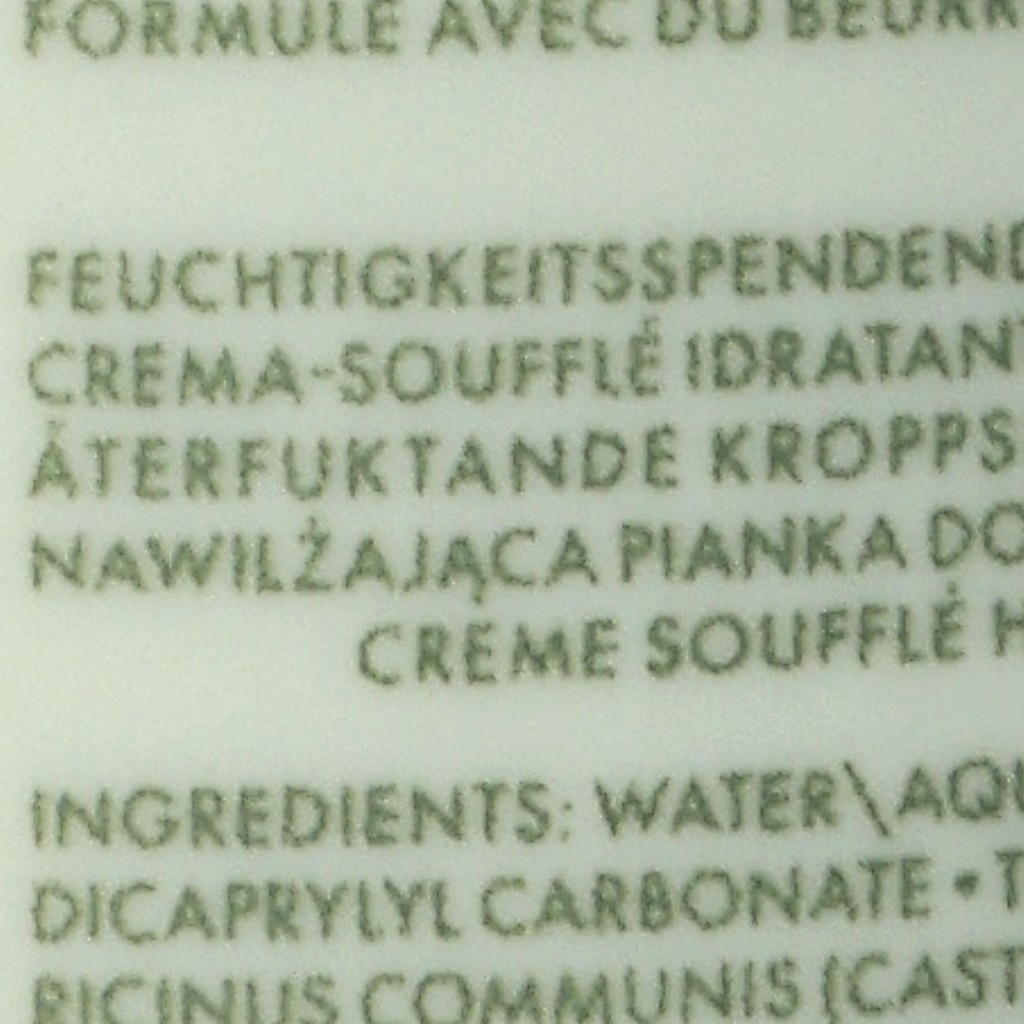 FORMULE AVEC DU BEURR
FEUCHTIGKEITSSPENDEND
CREMA-SOUFFLÉ IDRATANT
ÅTERFUKTANDE KROPPS
NAWILŻAJĄCA PIANKA DO
CREME SOUFFLÉ H
INGREDIENTS: WATER\AQU
DICAPRYLYL CARBONATE • T
RICINUS COMMUNIS (CAST